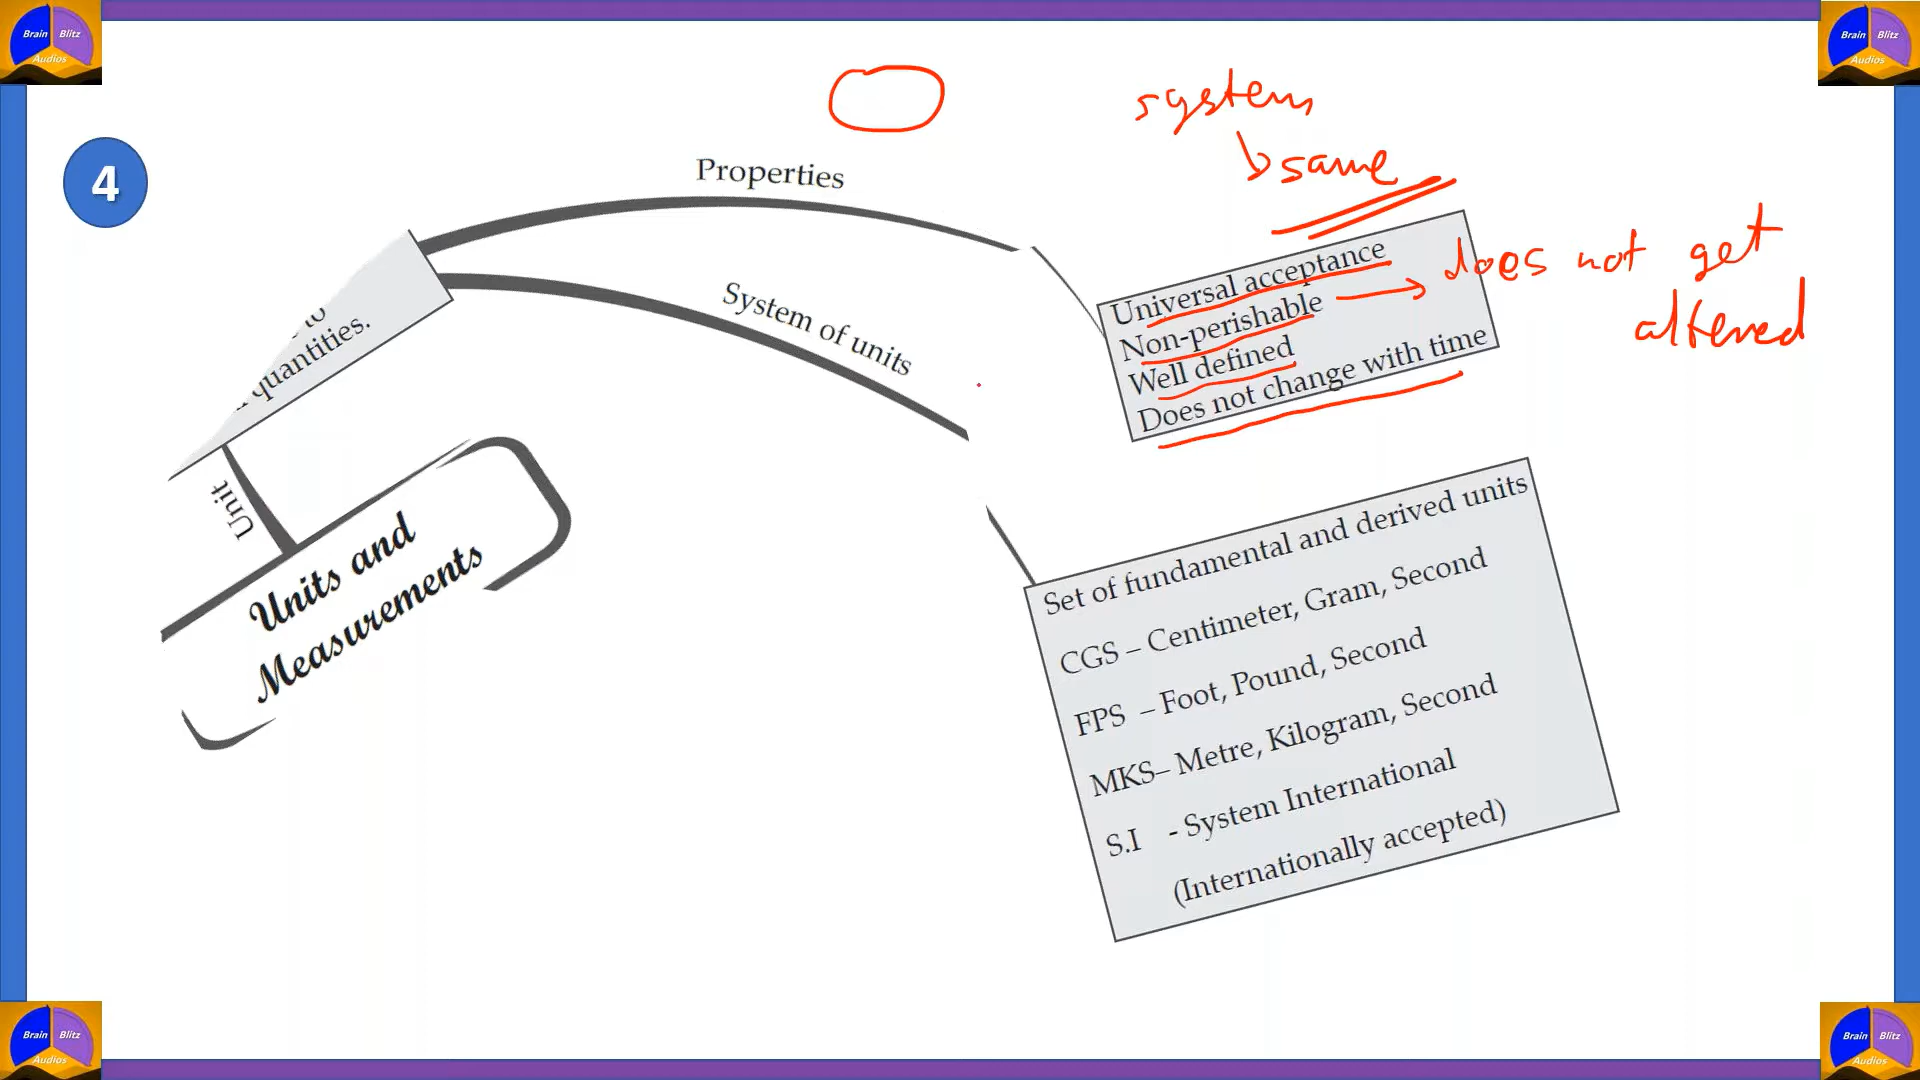 Brain Blitz
Audios
Brain Blitz
Audios
4
system
same
Properties
Universal acceptance
Non-perishable
Well defined
Does not change with time
does not get
altered
System of units
to
quantities.
Unit
Units and
Measurements
Set of fundamental and derived units
CGS – Centimeter, Gram, Second
FPS – Foot, Pound, Second
MKS– Metre, Kilogram, Second
S.I - System International
(Internationally accepted)
Brain Blitz
Audios
Brain Blitz
Audios